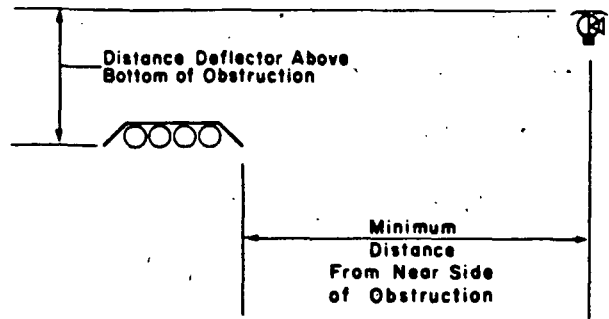 Distance Deflector Above
Bottom of Obstruction
Minimum
Distance
From Near Side
of Obstruction